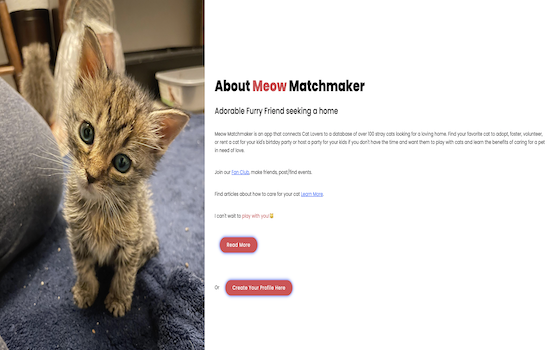 About Meow Matchmaker
Adorable Furry Friend seeking a home
Meow Matchmaker is an app that connects Cat Lovers to a database of over 100 stray cats looking for a loving home. Find your favorite cat to adopt, foster, volunteer,
or rent a cat for your kid's birtday party or host a party for your kids if you don't have the time and want them to play with cats and learn the benefits of caring for a pet
in need of love.
Join our Fan Club, make friends, post/find events.
Find articles about how to care for your cat Learn More.
I can't wait to play with you!😺
Read More
Or Create Your Profile Here